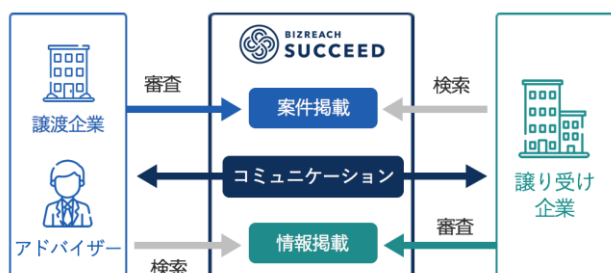 BIZREACH
SUCCEED
審査
検索
譲渡企業
案件掲載
コミュニケーション
譲り受け
企業
アドバイザー
情報掲載
審査
検索